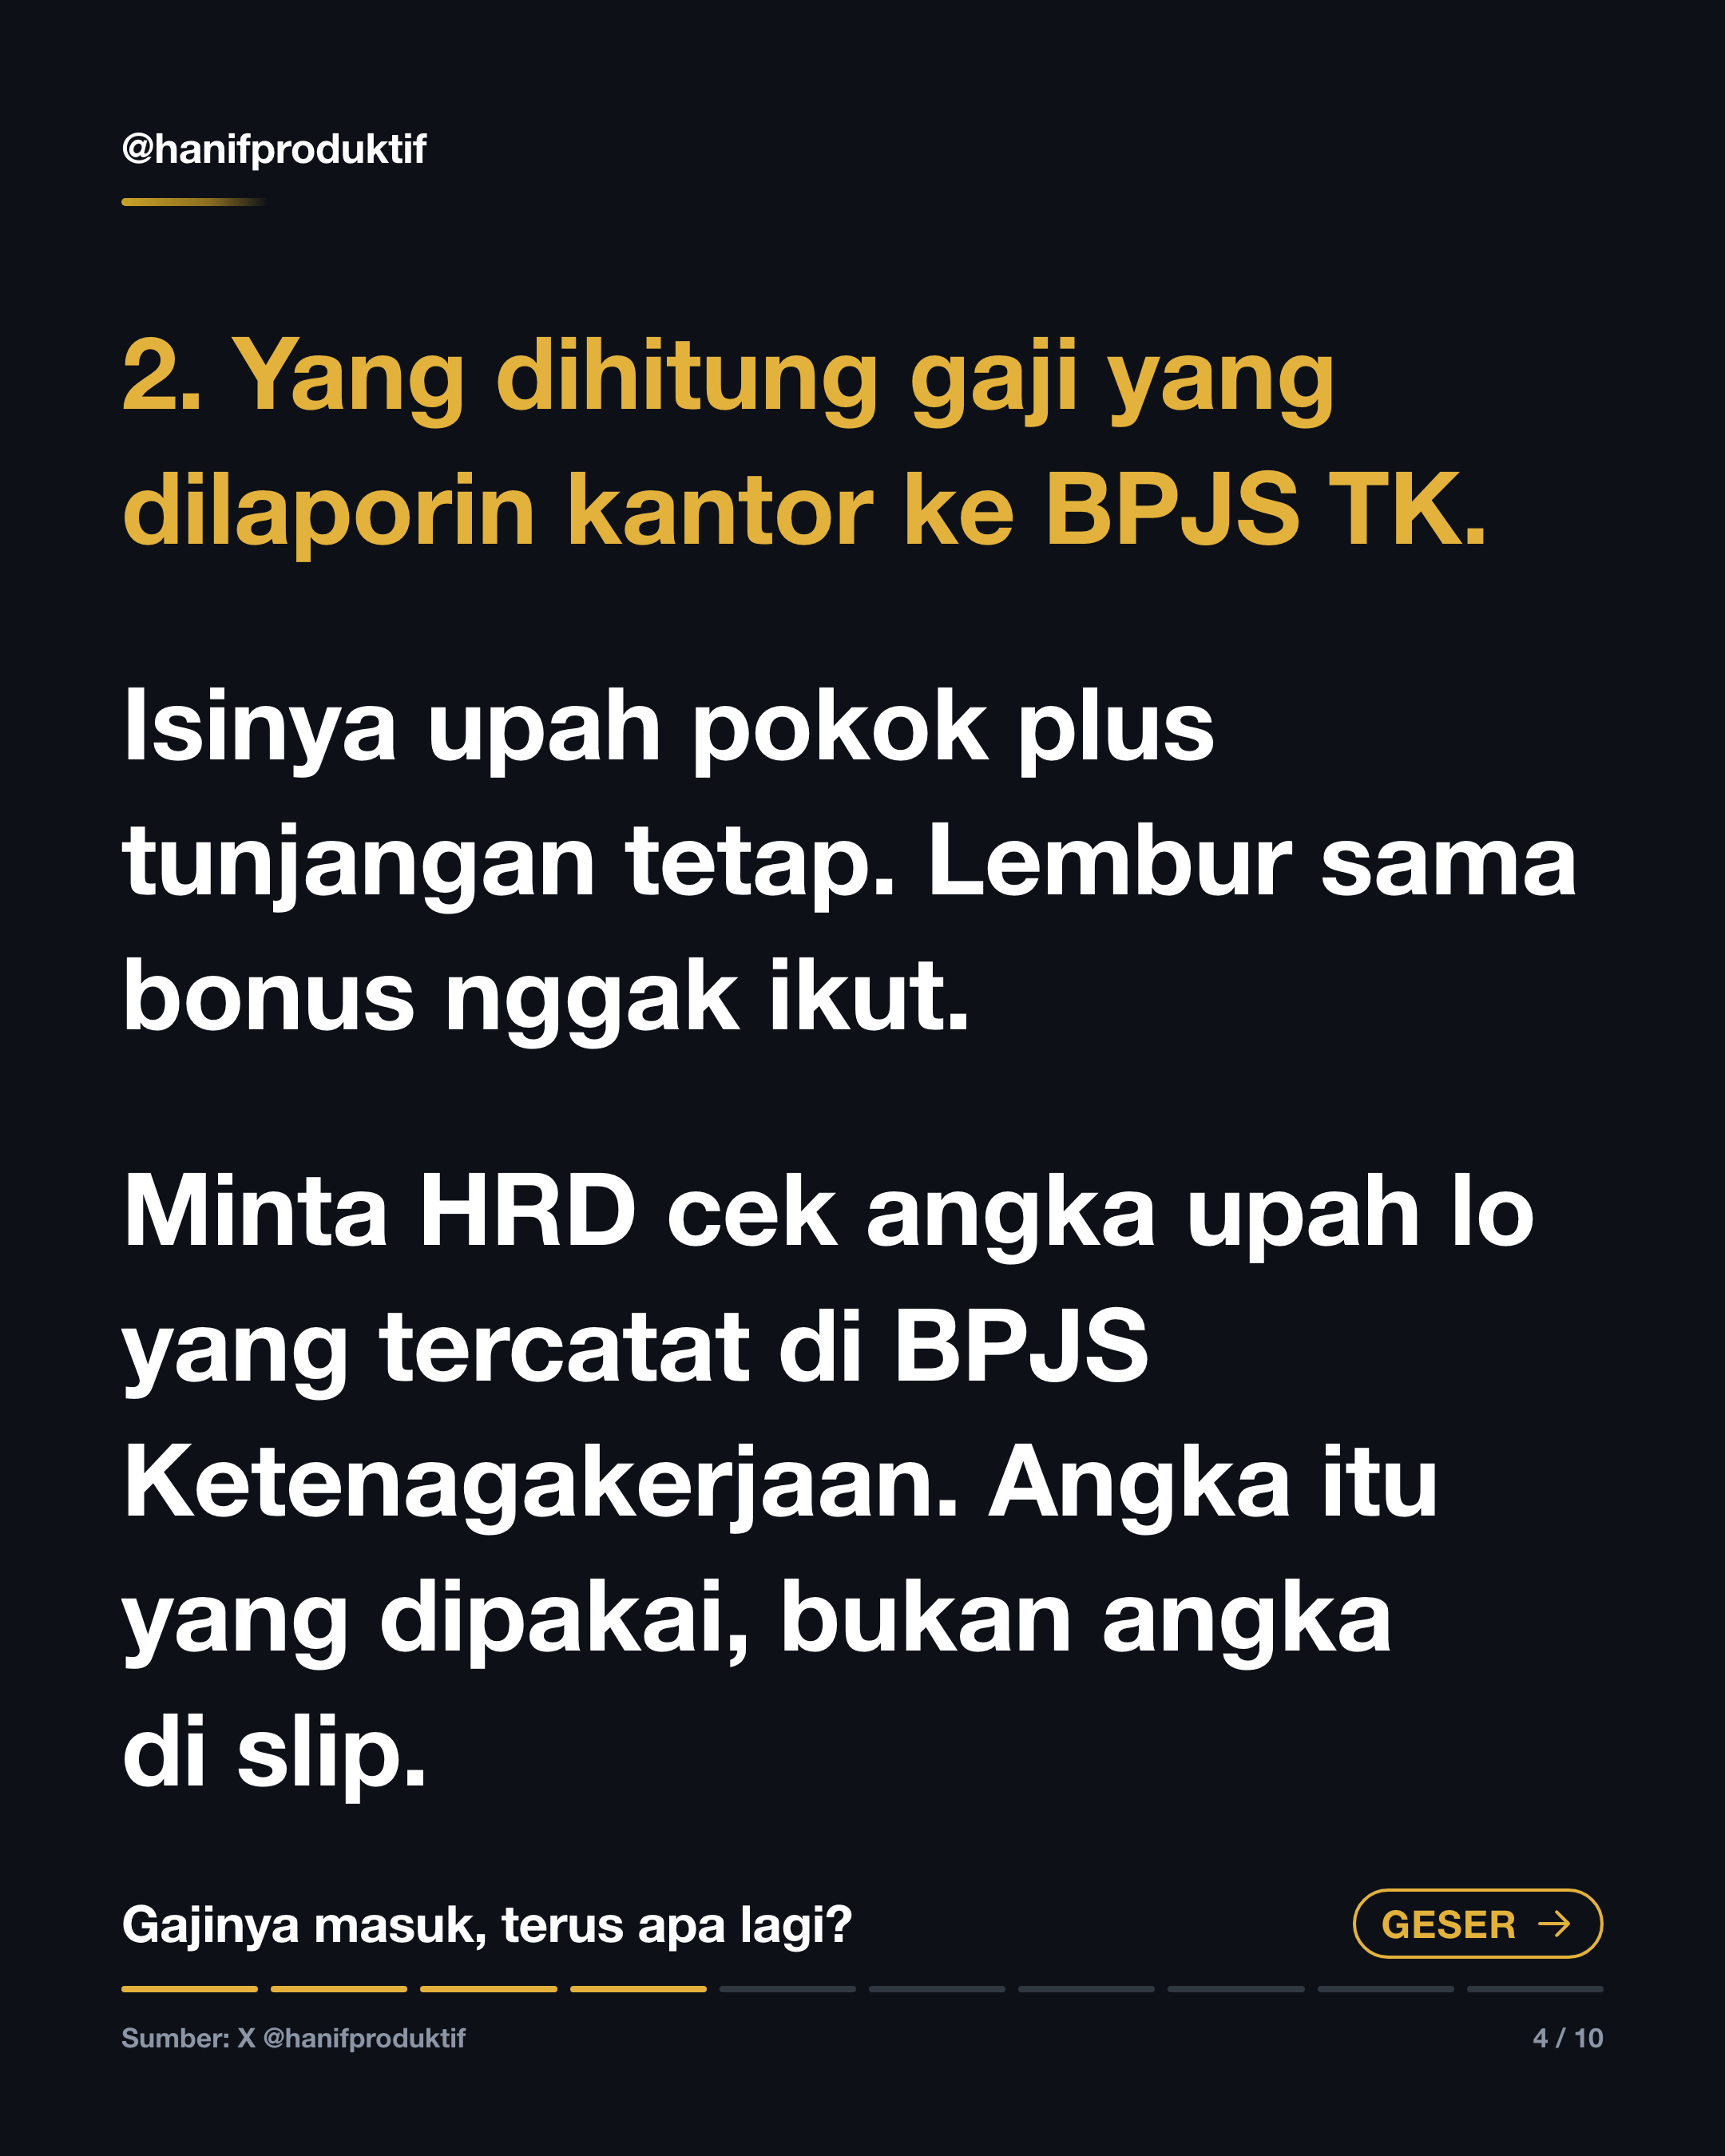 @hanifproduktif
2. Yang dihitung gaji yang
dilaporin kantor ke BPJS TK.
Isinya upah pokok plus
tunjangan tetap. Lembur sama
bonus nggak ikut.
Minta HRD cek angka upah lo
yang tercatat di BPJS
Ketenagakerjaan. Angka itu
yang dipakai, bukan angka
di slip.
Gajinya masuk, terus apa lagi?
GESER →
Sumber: X @hanifproduktif
4 / 10